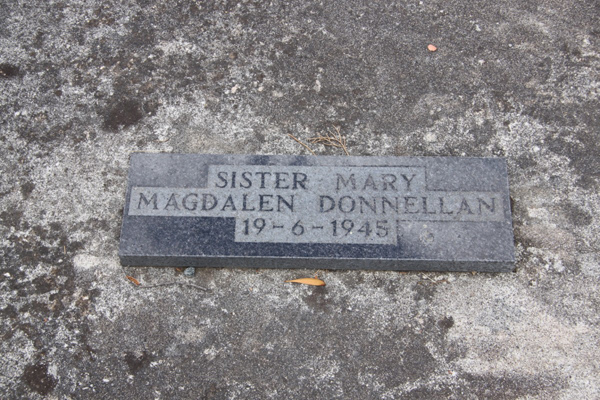 SISTER MARY
MAGDALEN DONNELLAN
19-6-1945